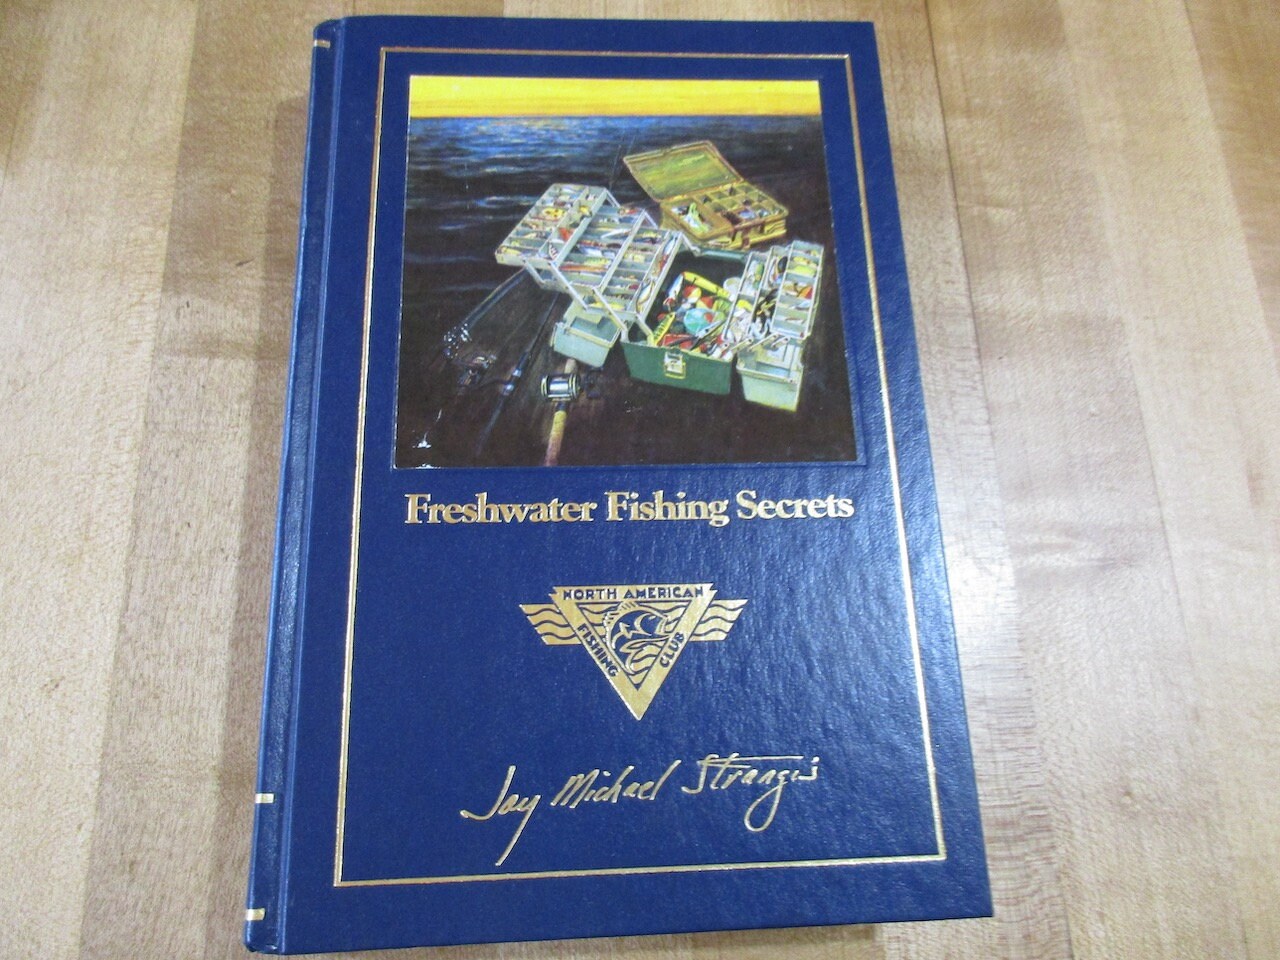 Freshwater Fishing Secrets
NORTH AMERICAN
FISHING
CLUB
Jay Michael Strangis